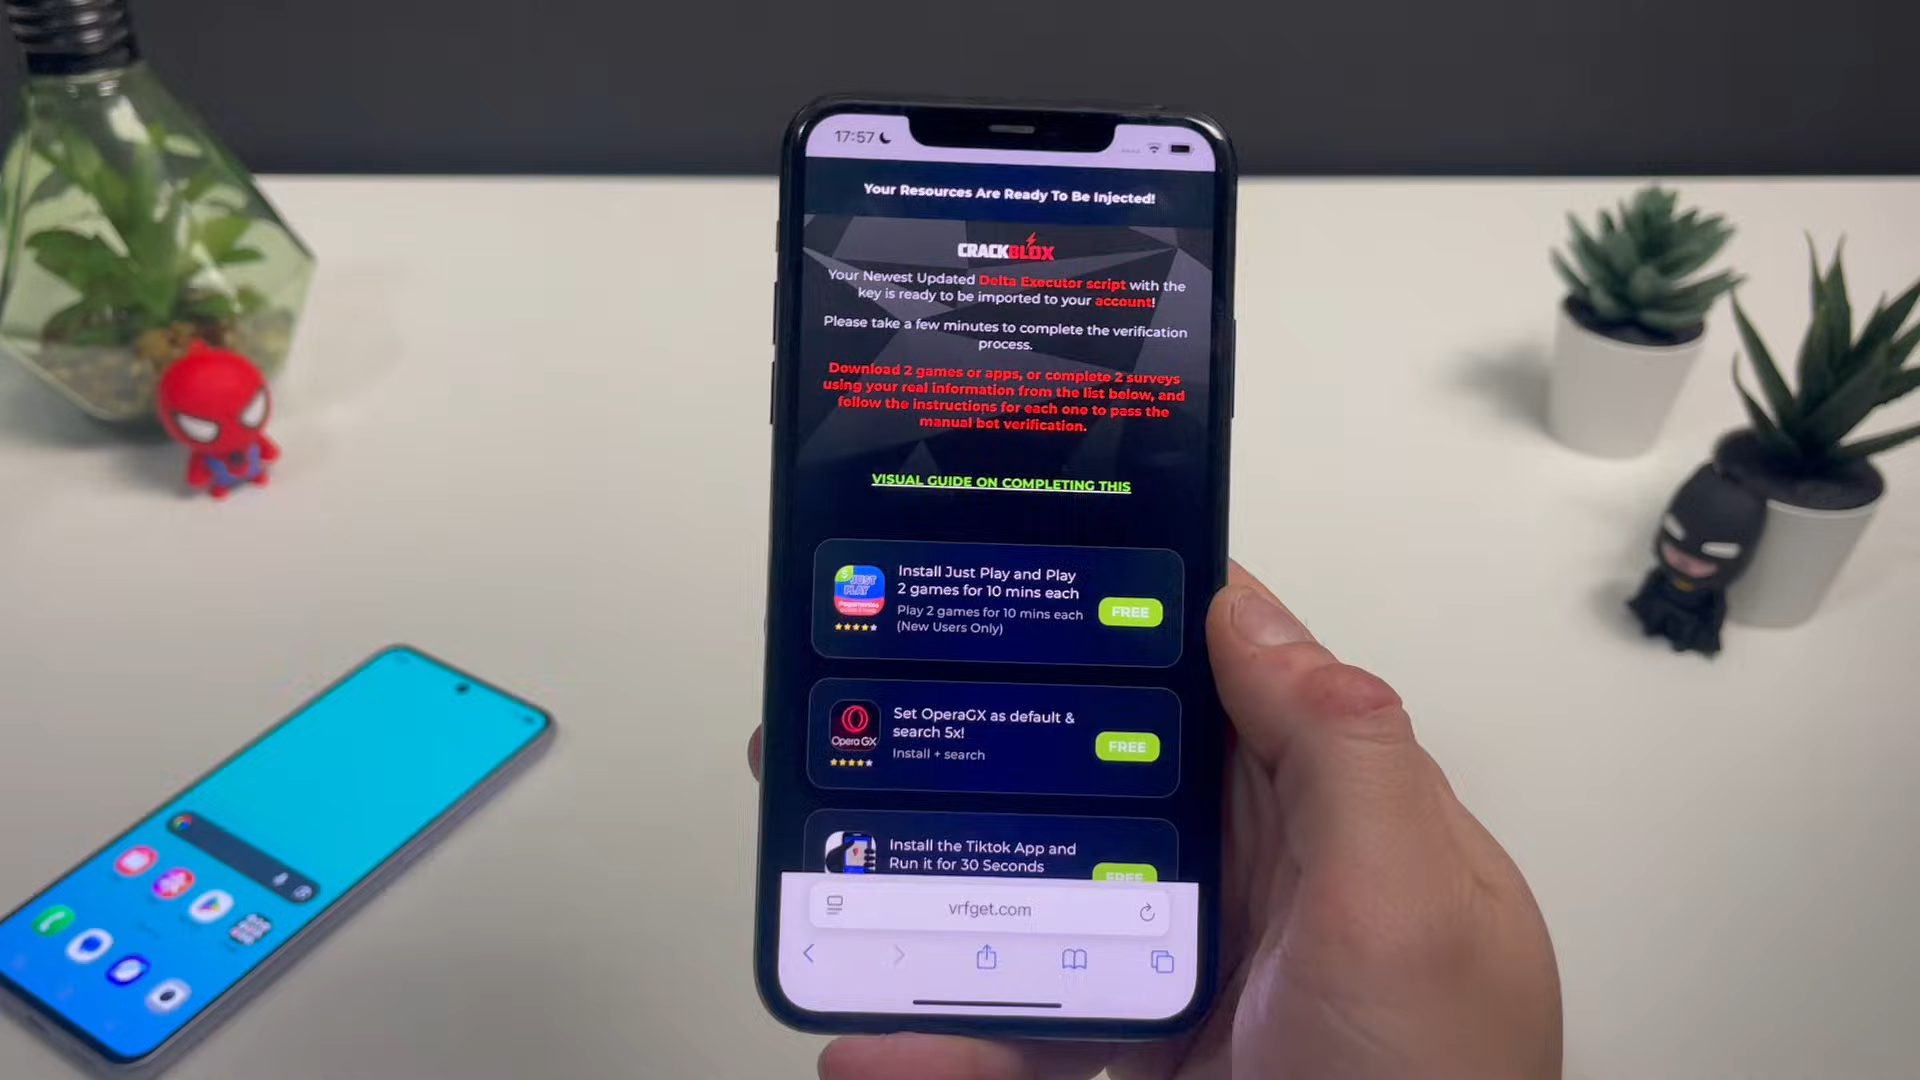 17:57
Your Resources Are Ready To Be Injected!
CRACKBLOX
Your Newest Updated Delta Executor script with the
key is ready to be imported to your account!
Please take a few minutes to complete the verification
process.
Download 2 games or apps, or complete 2 surveys
using your real information from the list below, and
follow the instructions for each one to pass the
manual bot verification.
VISUAL GUIDE ON COMPLETING THIS
JUST
PLAY
Install Just Play and Play
2 games for 10 mins each
Play 2 games for 10 mins each
(New Users Only)
FREE
Opera GX
Set OperaGX as default &
search 5x!
Install + search
FREE
Install the Tiktok App and
Run it for 30 Seconds
FREE
vrfget.com